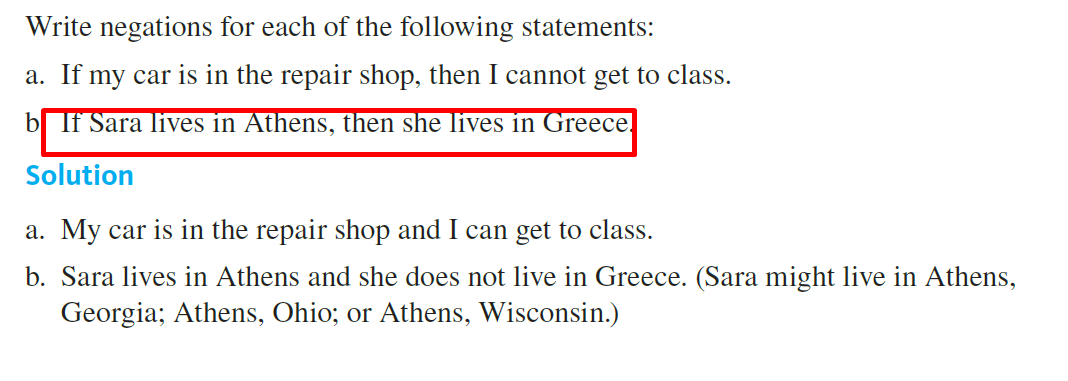 Write negations for each of the following statements:
a. If my car is in the repair shop, then I cannot get to class.
b. If Sara lives in Athens, then she lives in Greece.
Solution
a. My car is in the repair shop and I can get to class.
b. Sara lives in Athens and she does not live in Greece. (Sara might live in Athens,
Georgia; Athens, Ohio; or Athens, Wisconsin.)